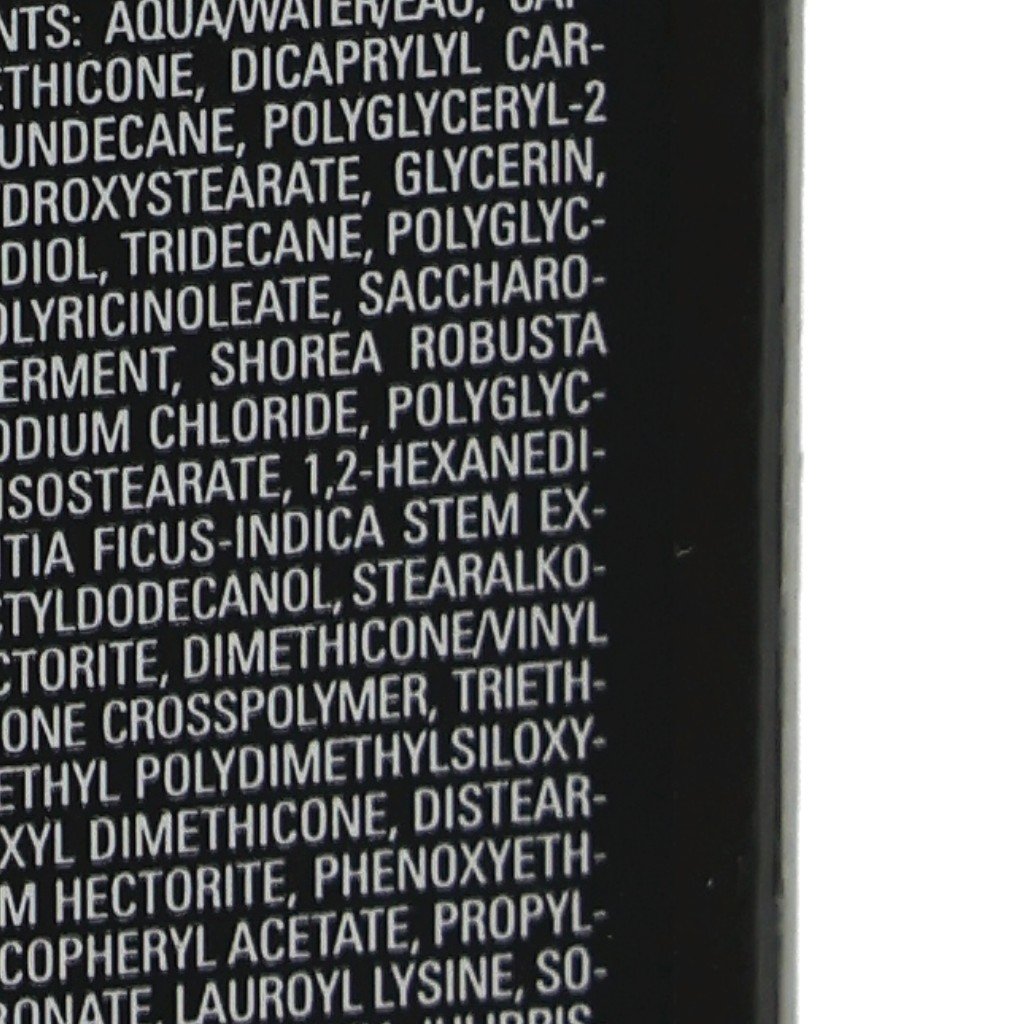 NTS: AQUA/WATER/EAU, CAP
ETHICONE, DICAPRYLYL CAR-
UNDECANE, POLYGLYCERYL-2
DROXYSTEARATE, GLYCERIN,
DIOL, TRIDECANE, POLYGLYC-
OLYRICINOLEATE, SACCHARO-
ERMENT, SHOREA ROBUSTA
ODIUM CHLORIDE, POLYGLYC-
ISOSTEARATE, 1,2-HEXANEDI-
TIA FICUS-INDICA STEM EX-
CTYLDODECANOL, STEARALKO-
CTORITE, DIMETHICONE/VINYL
ONE CROSSPOLYMER, TRIETH-
ETHYL POLYDIMETHYLSILOXY-
XYL DIMETHICONE, DISTEAR-
M HECTORITE, PHENOXYETH-
COPHERYL ACETATE, PROPYL-
RONATE, LAUROYL LYSINE, SO-